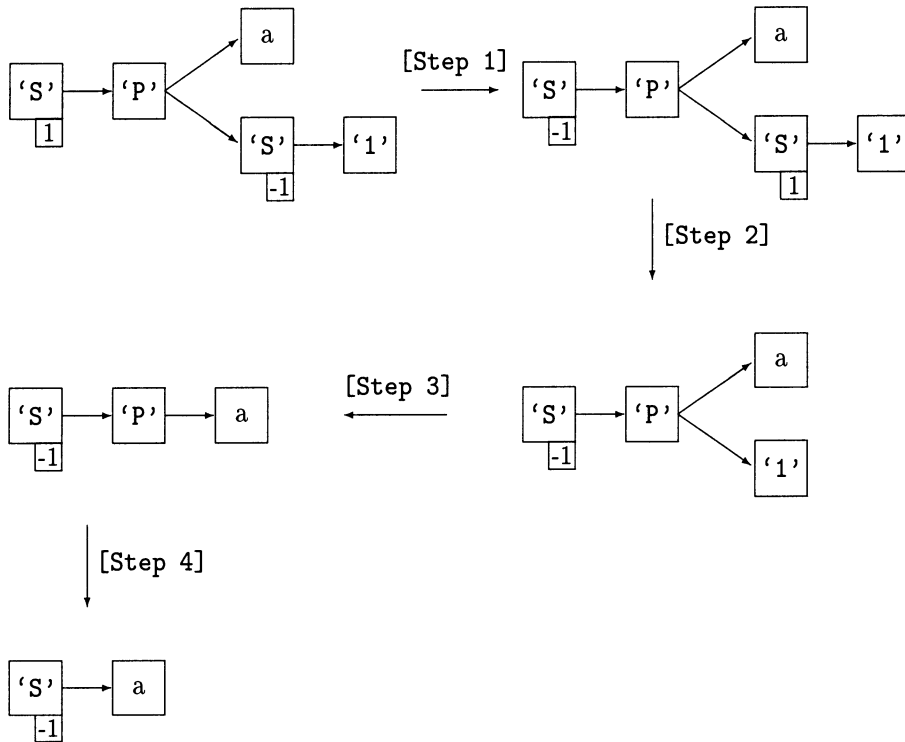 a a
[Step 1]
‘S’ ‘P’ ‘S’ ‘P’
1 -1
‘S’ ‘1’ ‘S’ ‘1’
-1 1
[Step 2]
a
‘S’ ‘P’ a [Step 3] ‘S’ ‘P’
-1 -1
‘1’
[Step 4]
‘S’ a
-1